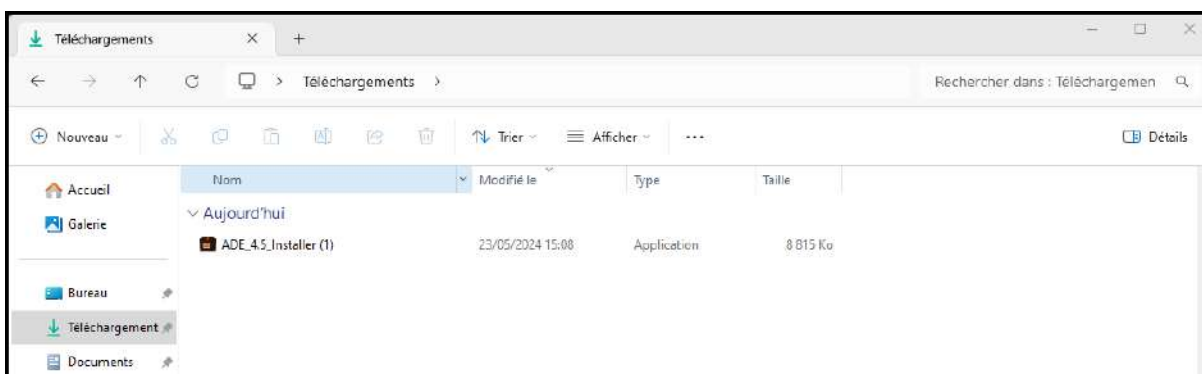 Téléchargements
Téléchargements
Rechercher dans : Téléchargemen
Nouveau
Trier
Afficher
...
Détails
Accueil
Galerie
Bureau
Téléchargement
Documents
Nom
Modifié le
Type
Taille
Aujourd'hui
ADE_4.5_Installer (1)
23/05/2024 15:08
Application
8 815 Ko